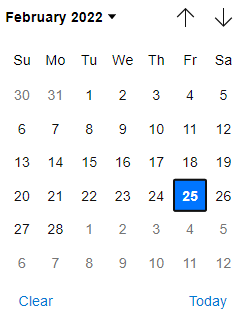 February 2022
Su Mo Tu We Th Fr Sa
30 31 1 2 3 4 5
6 7 8 9 10 11 12
13 14 15 16 17 18 19
20 21 22 23 24 25 26
27 28 1 2 3 4 5
6 7 8 9 10 11 12
Clear Today